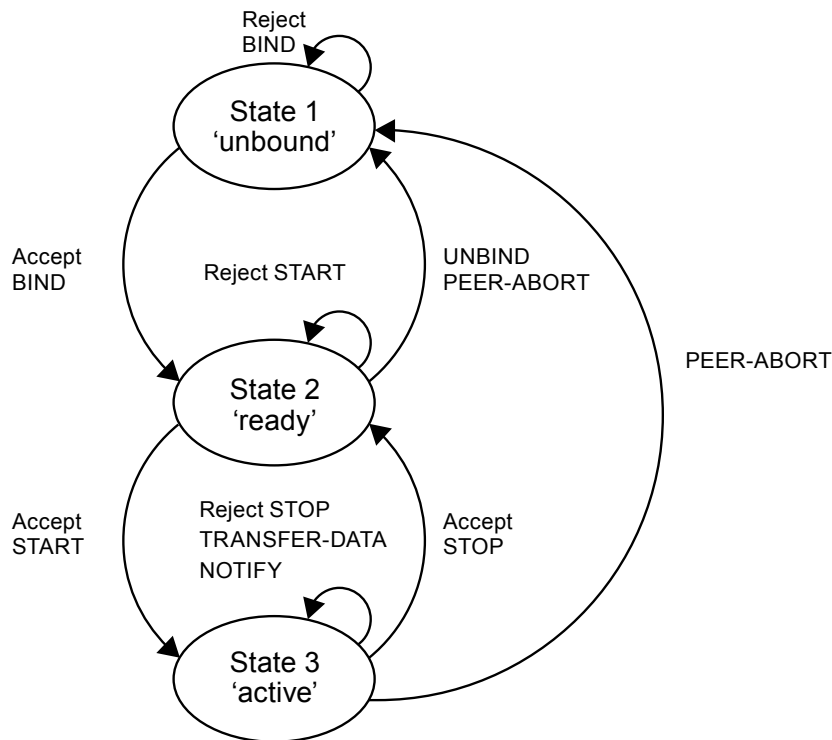 Reject
BIND
State 1
‘unbound’
Accept
BIND
Reject START
UNBIND
PEER-ABORT
PEER-ABORT
State 2
‘ready’
Accept
START
Reject STOP
TRANSFER-DATA
NOTIFY
Accept
STOP
State 3
‘active’